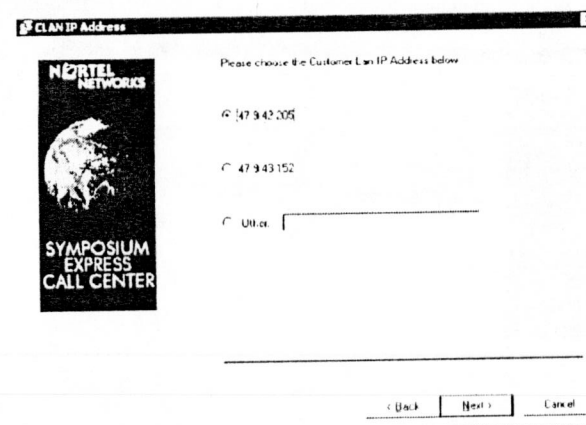 CLAN IP Address
NORTEL
NETWORKS
Please choose the Customer Lan IP Address below
47.9.42.205
47.9.43.152
Other:
SYMPOSIUM
EXPRESS
CALL CENTER
< Back
Next >
Cancel